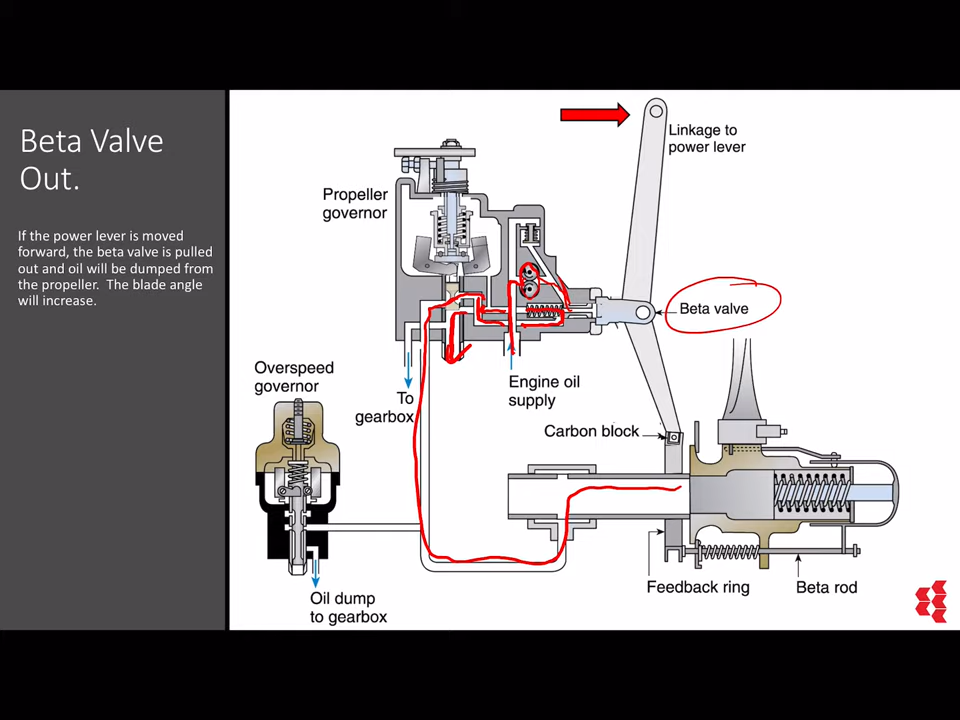 Beta Valve
Out.
If the power lever is moved
forward, the beta valve is pulled
out and oil will be dumped from
the propeller.  The blade angle
will increase.
Linkage to
power lever
Propeller
governor
Beta valve
Overspeed
governor
To
gearbox
Engine oil
supply
Carbon block
Feedback ring
Beta rod
Oil dump
to gearbox